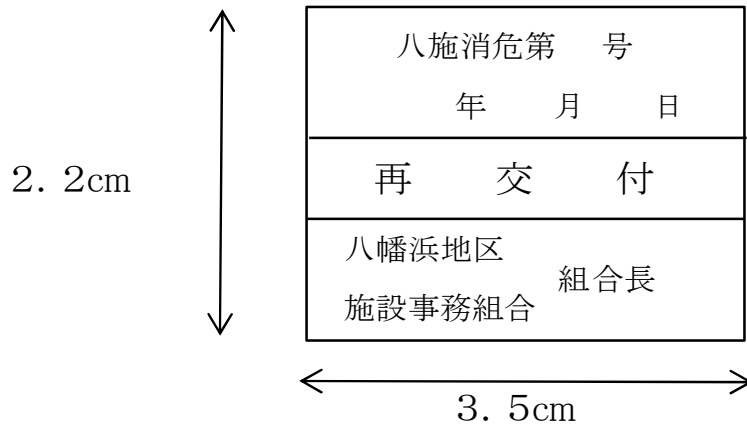 八施消危第　号
年　月　日
再　交　付
2. 2cm
八幡浜地区
施設事務組合
組合長
3. 5cm